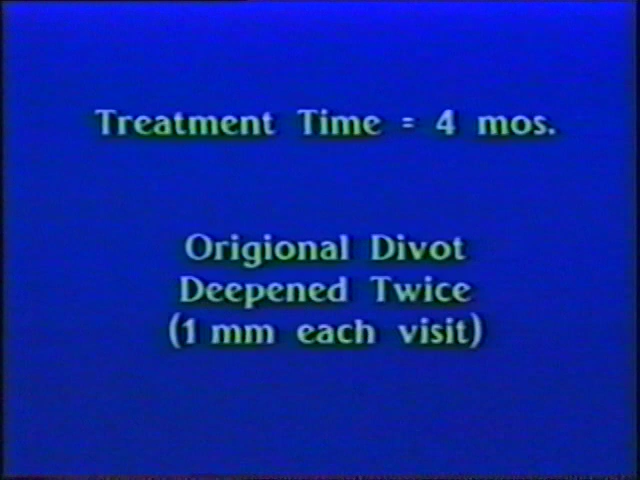 Treatment Time = 4 mos.
Origional Divot
Deepened Twice
(1 mm each visit)